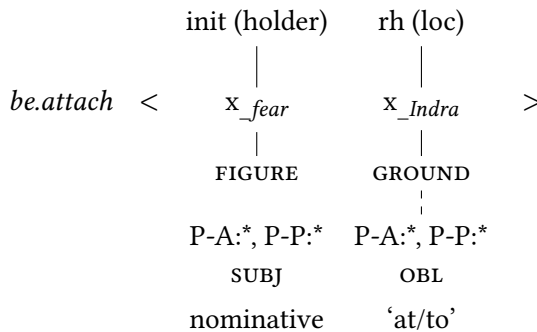 init (holder) rh (loc)
be.attach < x_fear x_Indra >
FIGURE GROUND
P-A:*, P-P:* P-A:*, P-P:*
SUBJ OBL
nominative ‘at/to’